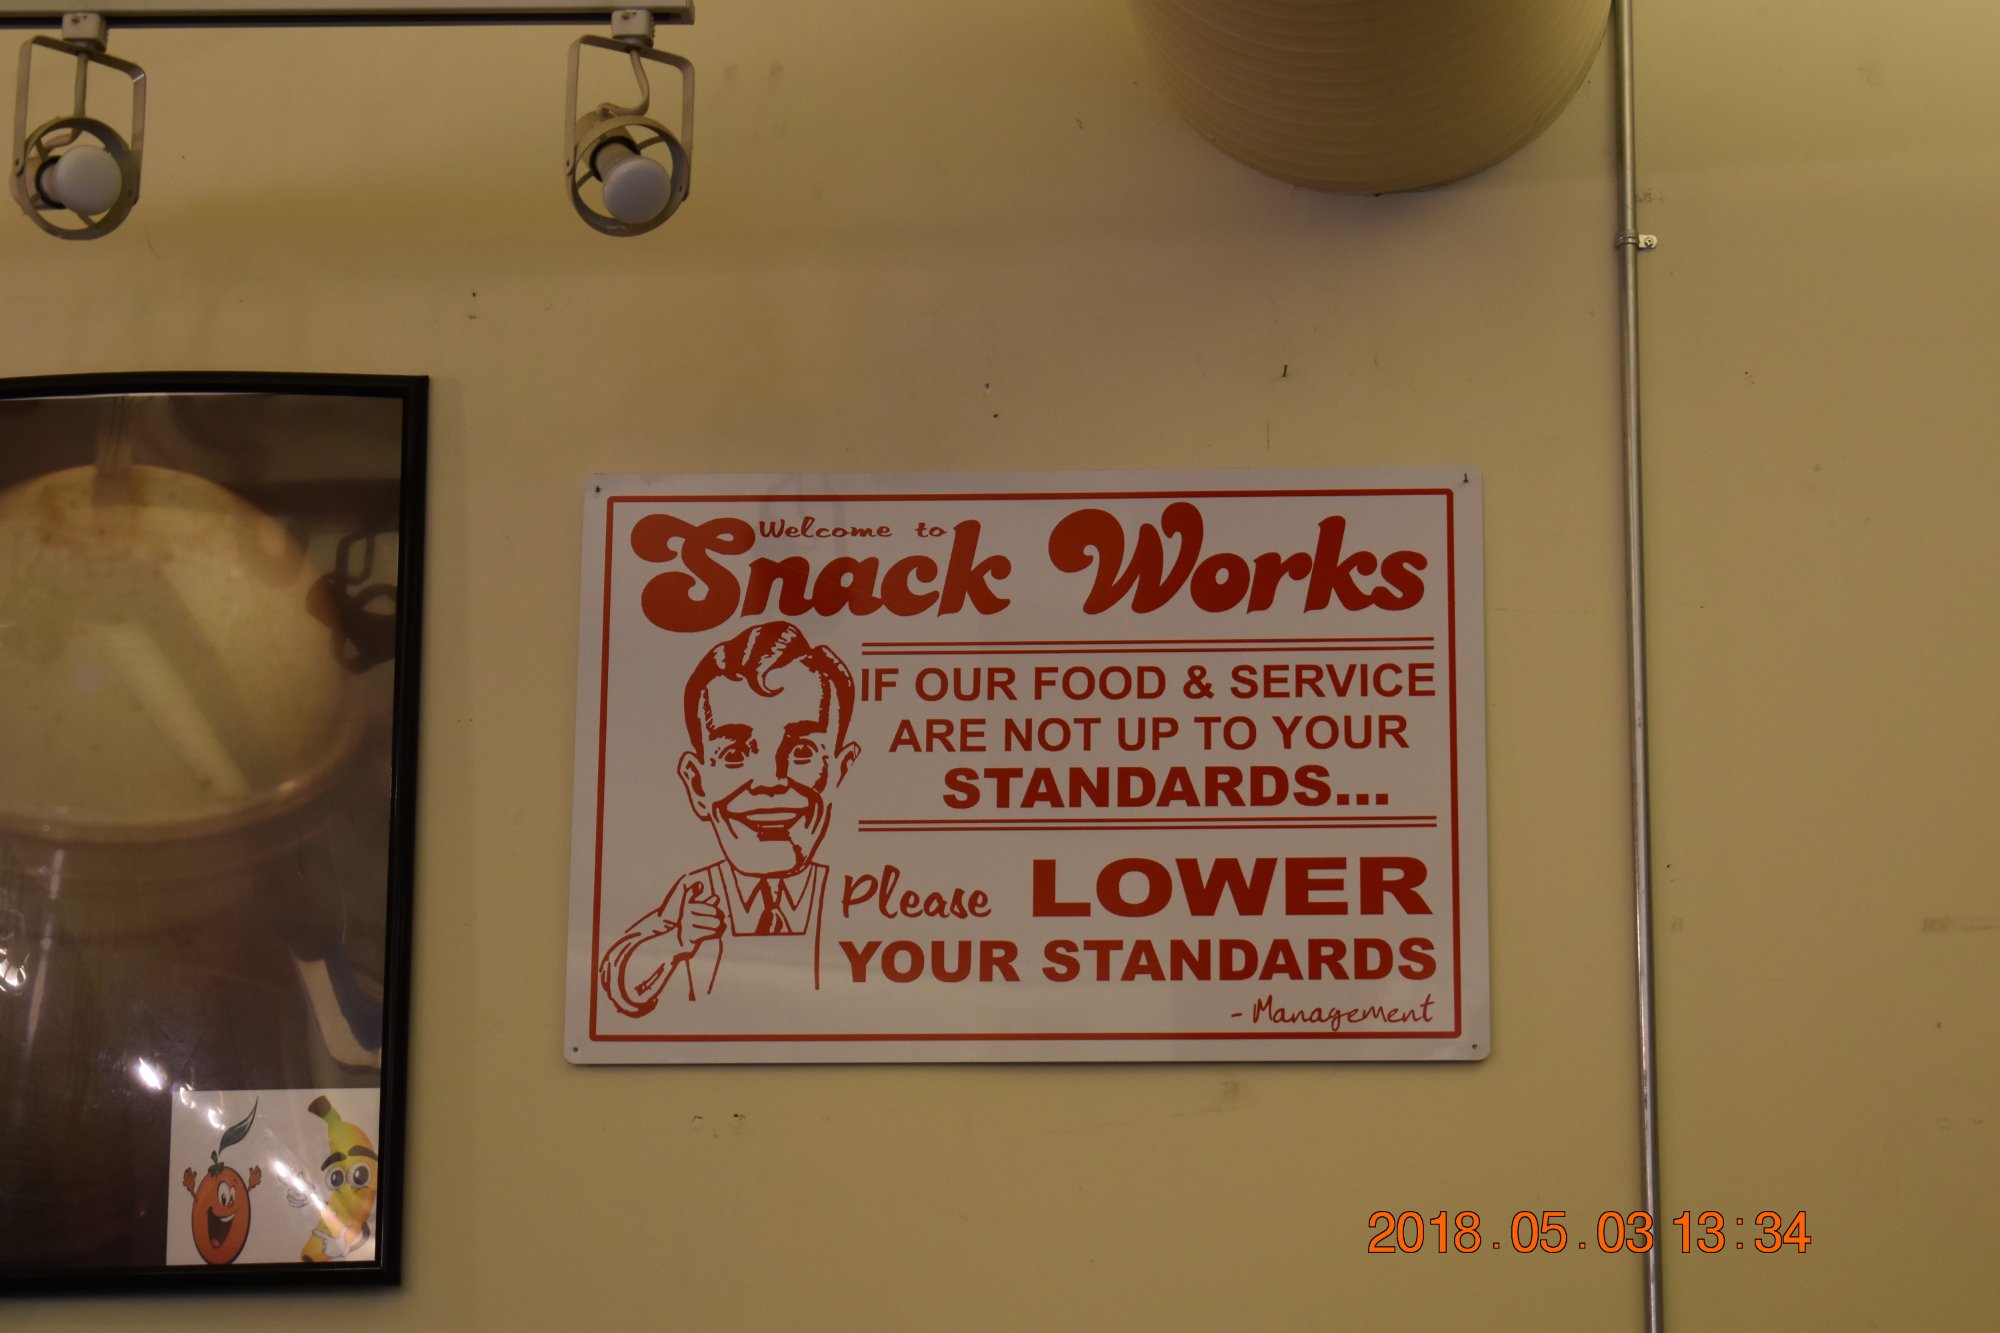 Welcome to
Snack Works
IF OUR FOOD & SERVICE
ARE NOT UP TO YOUR
STANDARDS...
Please LOWER
YOUR STANDARDS
- Management
2018.05.03 13:34